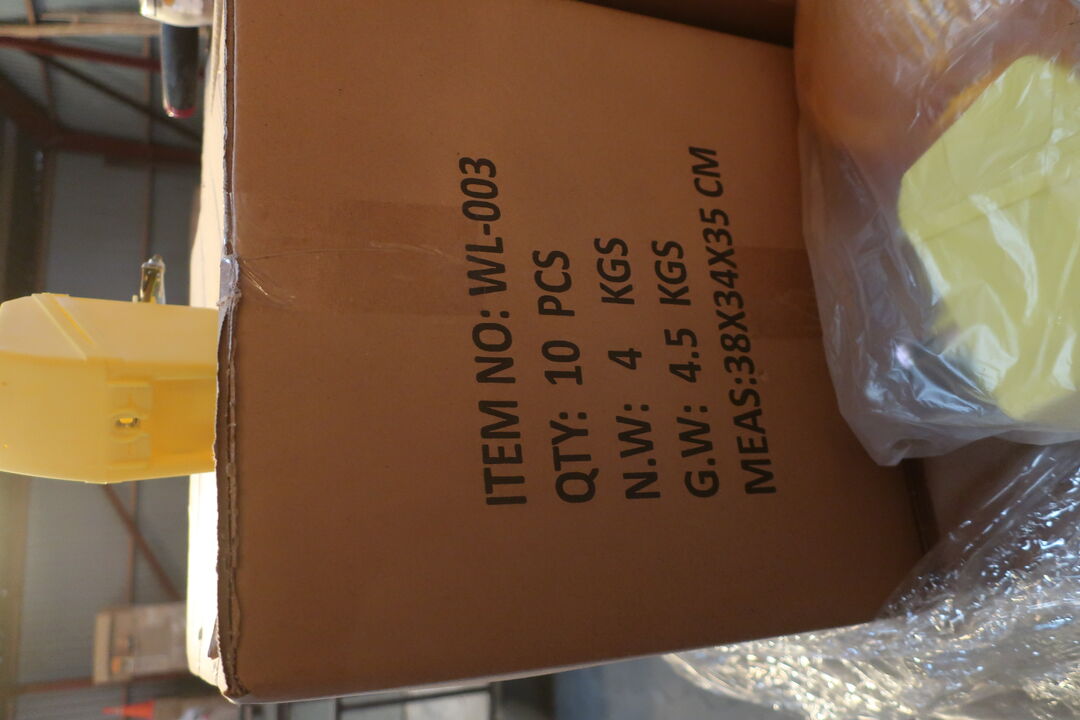 ITEM NO: WL-003
QTY: 10 PCS
N.W: 4 KGS
G.W: 4.5 KGS
MEAS:38X34X35 CM